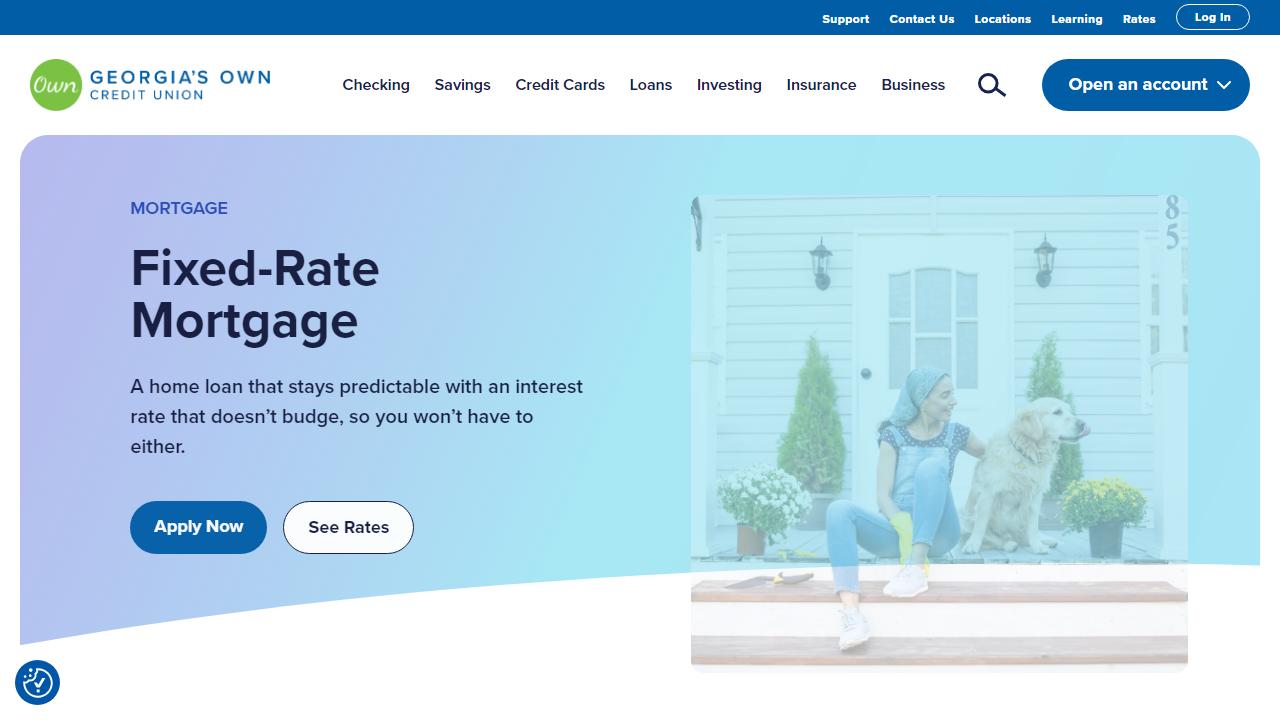 Support Contact Us Locations Learning Rates Log In
Own GEORGIA'S OWN
CREDIT UNION
Checking Savings Credit Cards Loans Investing Insurance Business Open an account
MORTGAGE
Fixed-Rate
Mortgage
A home loan that stays predictable with an interest
rate that doesn’t budge, so you won’t have to
either.
Apply Now See Rates
8
5